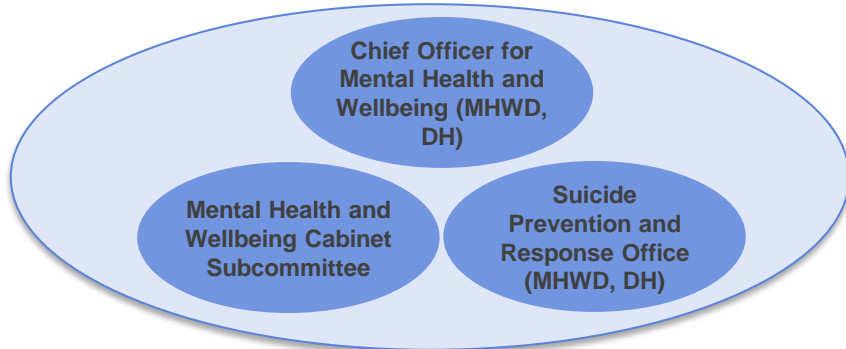 Chief Officer for
Mental Health and
Wellbeing (MHWD,
DH)
Mental Health and
Wellbeing Cabinet
Subcommittee
Suicide
Prevention and
Response Office
(MHWD, DH)